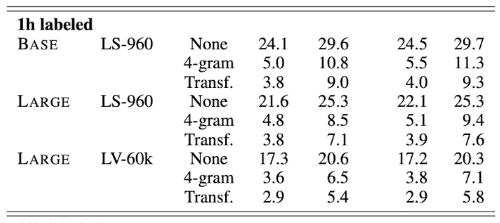 1h labeled
BASE LS-960 None 24.1 29.6 24.5 29.7
4-gram 5.0 10.8 5.5 11.3
Transf. 3.8 9.0 4.0 9.3
LARGE LS-960 None 21.6 25.3 22.1 25.3
4-gram 4.8 8.5 5.1 9.4
Transf. 3.8 7.1 3.9 7.6
LARGE LV-60k None 17.3 20.6 17.2 20.3
4-gram 3.6 6.5 3.8 7.1
Transf. 2.9 5.4 2.9 5.8